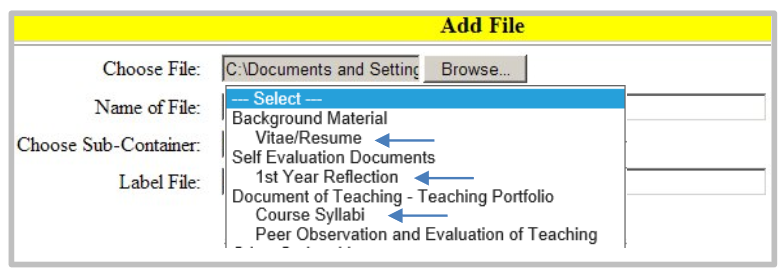 Add File
Choose File: C:\Documents and Setting Browse...
Name of File:
--- Select ---
Background Material
Vitae/Resume
Choose Sub-Container:
Self Evaluation Documents
1st Year Reflection
Label File:
Document of Teaching - Teaching Portfolio
Course Syllabi
Peer Observation and Evaluation of Teaching